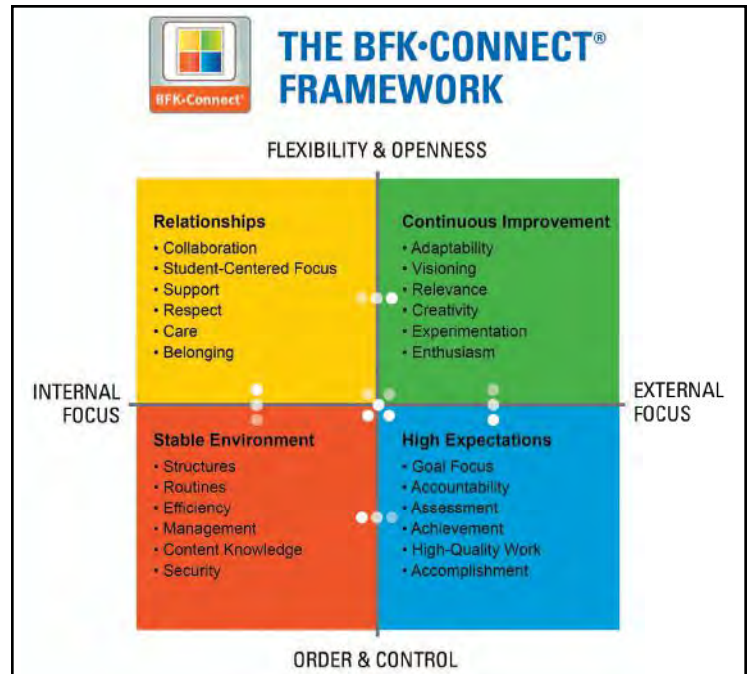 BFK•Connect®
THE BFK•CONNECT®
FRAMEWORK
FLEXIBILITY & OPENNESS
Relationships
• Collaboration
• Student-Centered Focus
• Support
• Respect
• Care
• Belonging
Continuous Improvement
• Adaptability
• Visioning
• Relevance
• Creativity
• Experimentation
• Enthusiasm
INTERNAL
FOCUS
EXTERNAL
FOCUS
Stable Environment
• Structures
• Routines
• Efficiency
• Management
• Content Knowledge
• Security
High Expectations
• Goal Focus
• Accountability
• Assessment
• Achievement
• High-Quality Work
• Accomplishment
ORDER & CONTROL